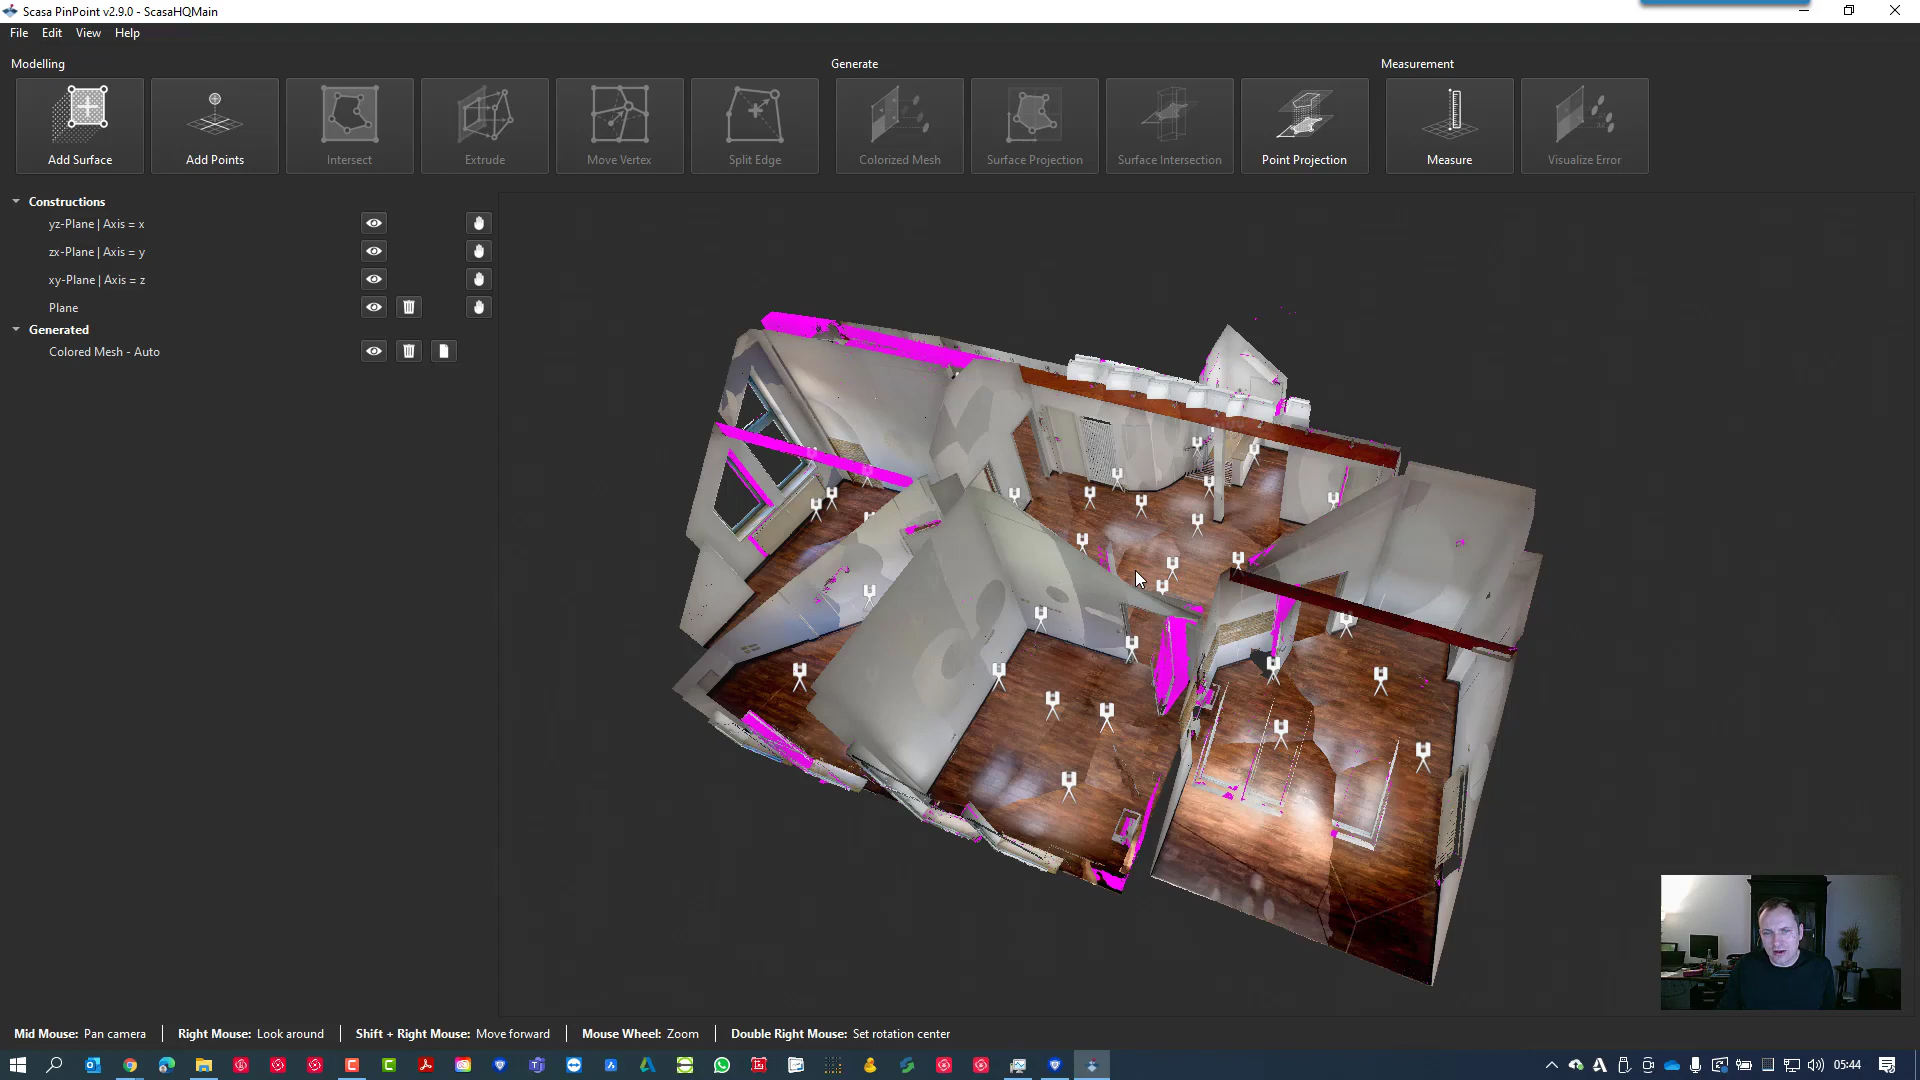 Scasa PinPoint v2.9.0 - ScasaHQMain
File Edit View Help
Modelling
Generate
Measurement
Add Surface
Add Points
Intersect
Extrude
Move Vertex
Split Edge
Colorized Mesh
Surface Projection
Surface Intersection
Point Projection
Measure
Visualize Error
Constructions
yz-Plane | Axis = x
zx-Plane | Axis = y
xy-Plane | Axis = z
Plane
Generated
Colored Mesh - Auto
Mid Mouse: Pan camera
Right Mouse: Look around
Shift + Right Mouse: Move forward
Mouse Wheel: Zoom
Double Right Mouse: Set rotation center
05:44